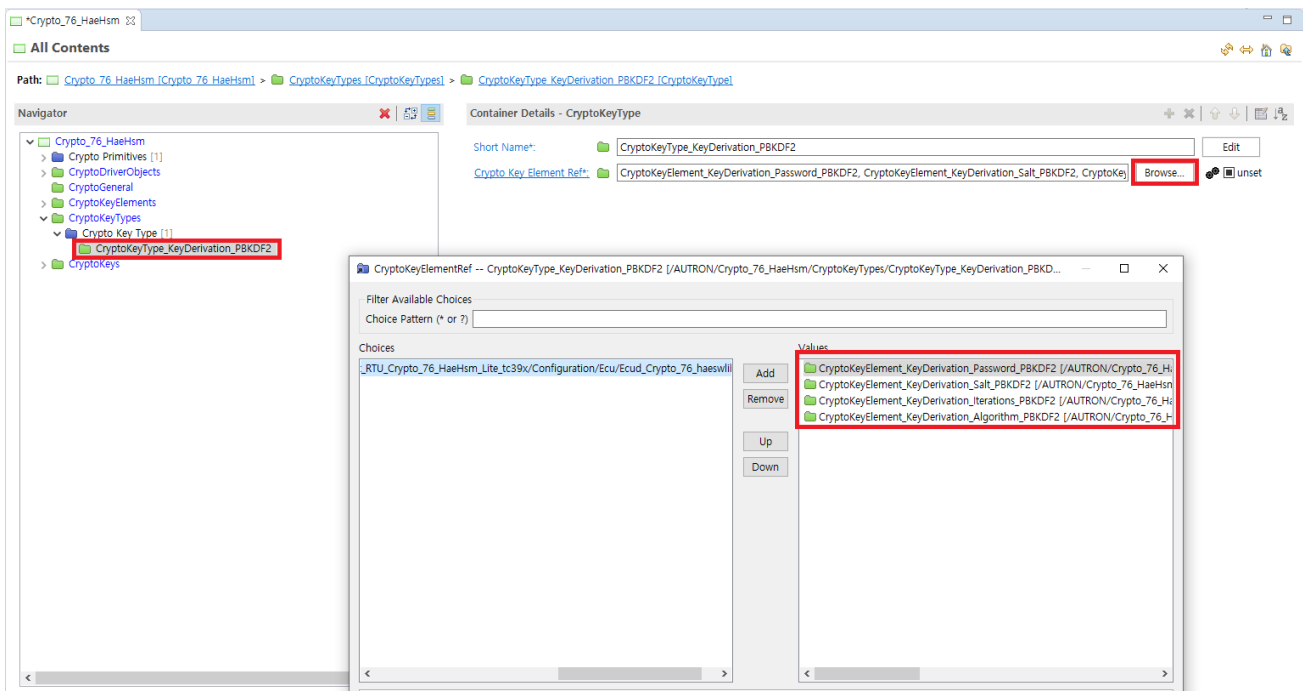 *Crypto_76_HaeHsm
All Contents
Path: Crypto_76_HaeHsm [Crypto_76_HaeHsm] > CryptoKeyTypes [CryptoKeyTypes] > CryptoKeyType_KeyDerivation_PBKDF2 [CryptoKeyType]
Navigator
Crypto_76_HaeHsm
Crypto Primitives [1]
CryptoDriverObjects
CryptoGeneral
CryptoKeyElements
CryptoKeyTypes
Crypto Key Type [1]
CryptoKeyType_KeyDerivation_PBKDF2
CryptoKeys
Container Details - CryptoKeyType
Short Name*: CryptoKeyType_KeyDerivation_PBKDF2 Edit
Crypto Key Element Ref*: CryptoKeyElement_KeyDerivation_Password_PBKDF2, CryptoKeyElement_KeyDerivation_Salt_PBKDF2, CryptoKey Browse... unset
CryptoKeyElementRef -- CryptoKeyType_KeyDerivation_PBKDF2 [/AUTRON/Crypto_76_HaeHsm/CryptoKeyTypes/CryptoKeyType_KeyDerivation_PBKD...
Filter Available Choices
Choice Pattern (* or ?)
Choices
_RTU_Crypto_76_HaeHsm_Lite_tc39x/Configuration/Ecu/Ecud_Crypto_76_haeswlil
Add
Remove
Up
Down
Values
CryptoKeyElement_KeyDerivation_Password_PBKDF2 [/AUTRON/Crypto_76_Ha
CryptoKeyElement_KeyDerivation_Salt_PBKDF2 [/AUTRON/Crypto_76_HaeHsn
CryptoKeyElement_KeyDerivation_Iterations_PBKDF2 [/AUTRON/Crypto_76_Ha
CryptoKeyElement_KeyDerivation_Algorithm_PBKDF2 [/AUTRON/Crypto_76_H